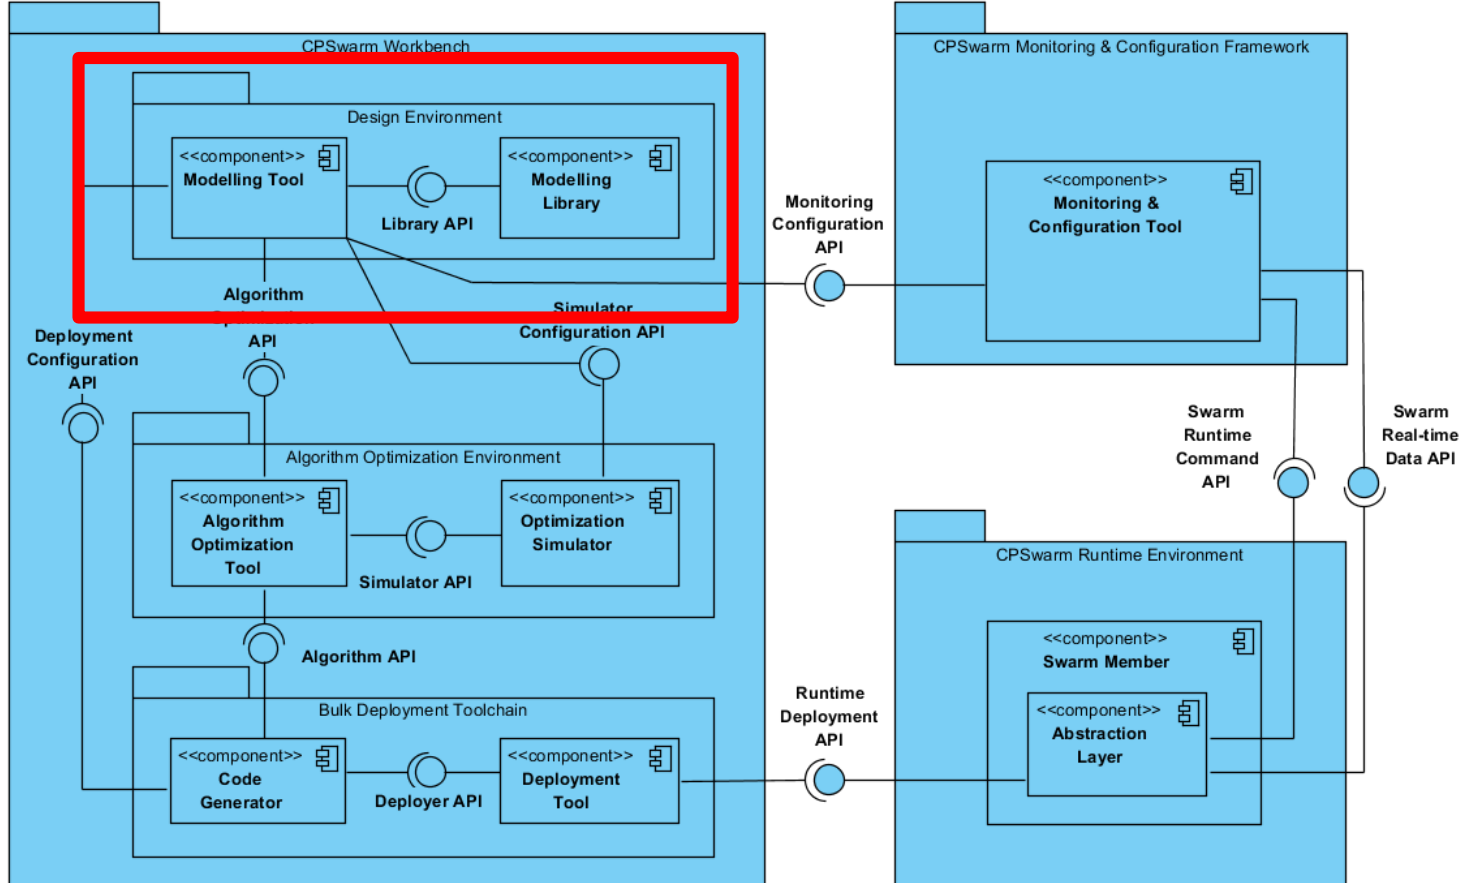 CPSwarm Workbench
Design Environment
<<component>>
Modelling Tool
Library API
<<component>>
Modelling
Library
Algorithm
API
Simulator
Configuration API
Deployment
Configuration
API
Monitoring
Configuration
API
CPSwarm Monitoring & Configuration Framework
<<component>>
Monitoring &
Configuration Tool
Algorithm Optimization Environment
<<component>>
Algorithm
Optimization
Tool
Simulator API
<<component>>
Optimization
Simulator
Swarm
Runtime
Command
API
Swarm
Real-time
Data API
Algorithm API
Bulk Deployment Toolchain
<<component>>
Code
Generator
Deployer API
<<component>>
Deployment
Tool
Runtime
Deployment
API
CPSwarm Runtime Environment
<<component>>
Swarm Member
<<component>>
Abstraction
Layer